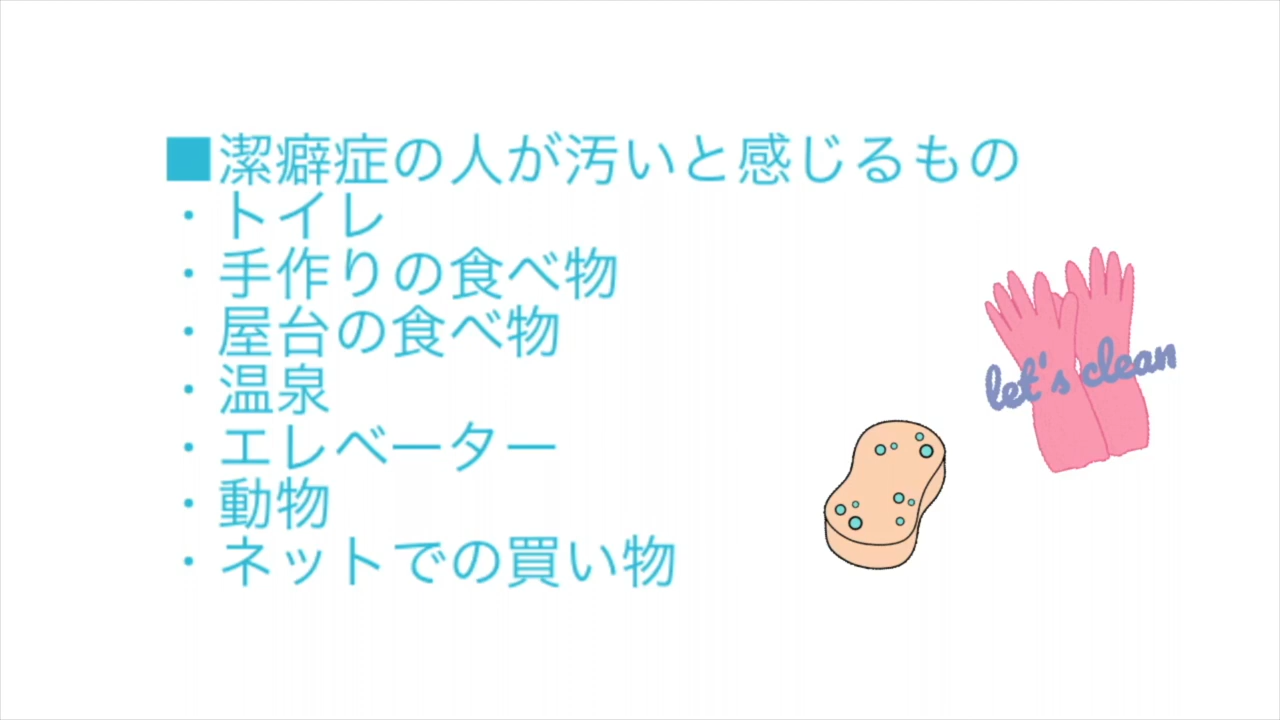 ■潔癖症の人が汚いと感じるもの
・トイレ
・手作りの食べ物
・屋台の食べ物
・温泉
・エレベーター
・動物
・ネットでの買い物
let's clean